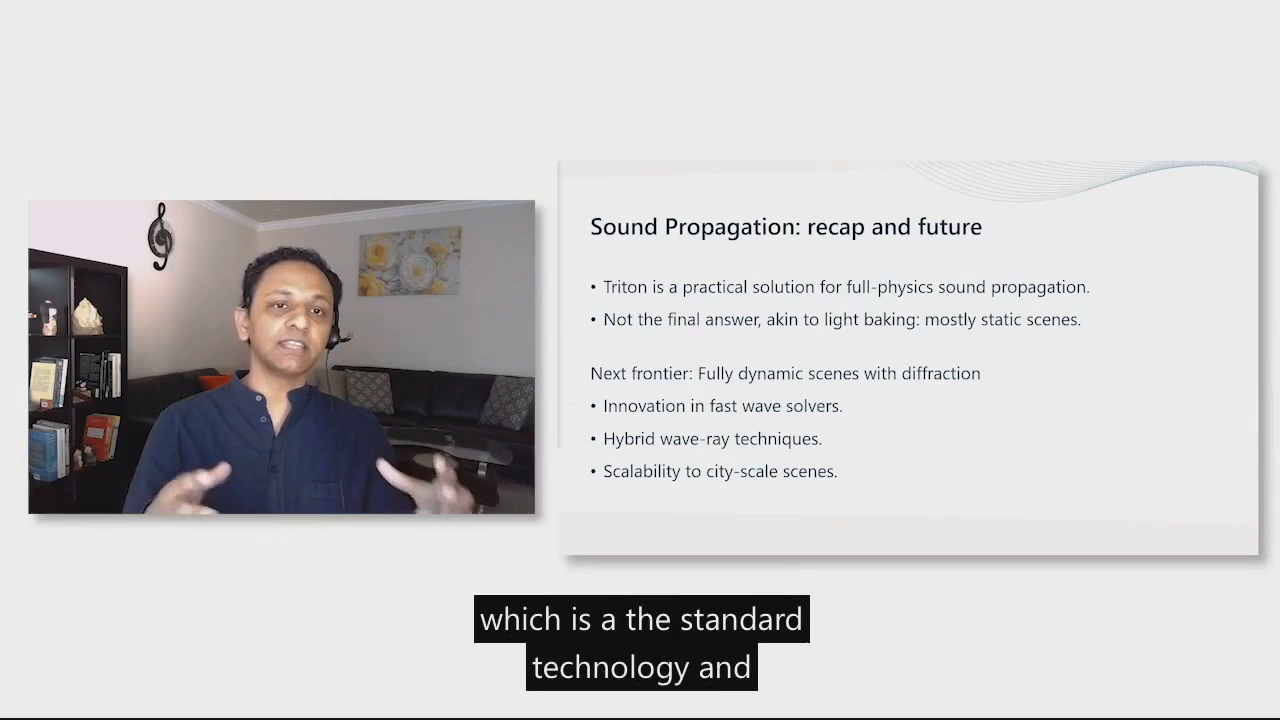 Sound Propagation: recap and future
• Triton is a practical solution for full-physics sound propagation.
• Not the final answer, akin to light baking: mostly static scenes.
Next frontier: Fully dynamic scenes with diffraction
• Innovation in fast wave solvers.
• Hybrid wave-ray techniques.
• Scalability to city-scale scenes.
which is a the standard
technology and